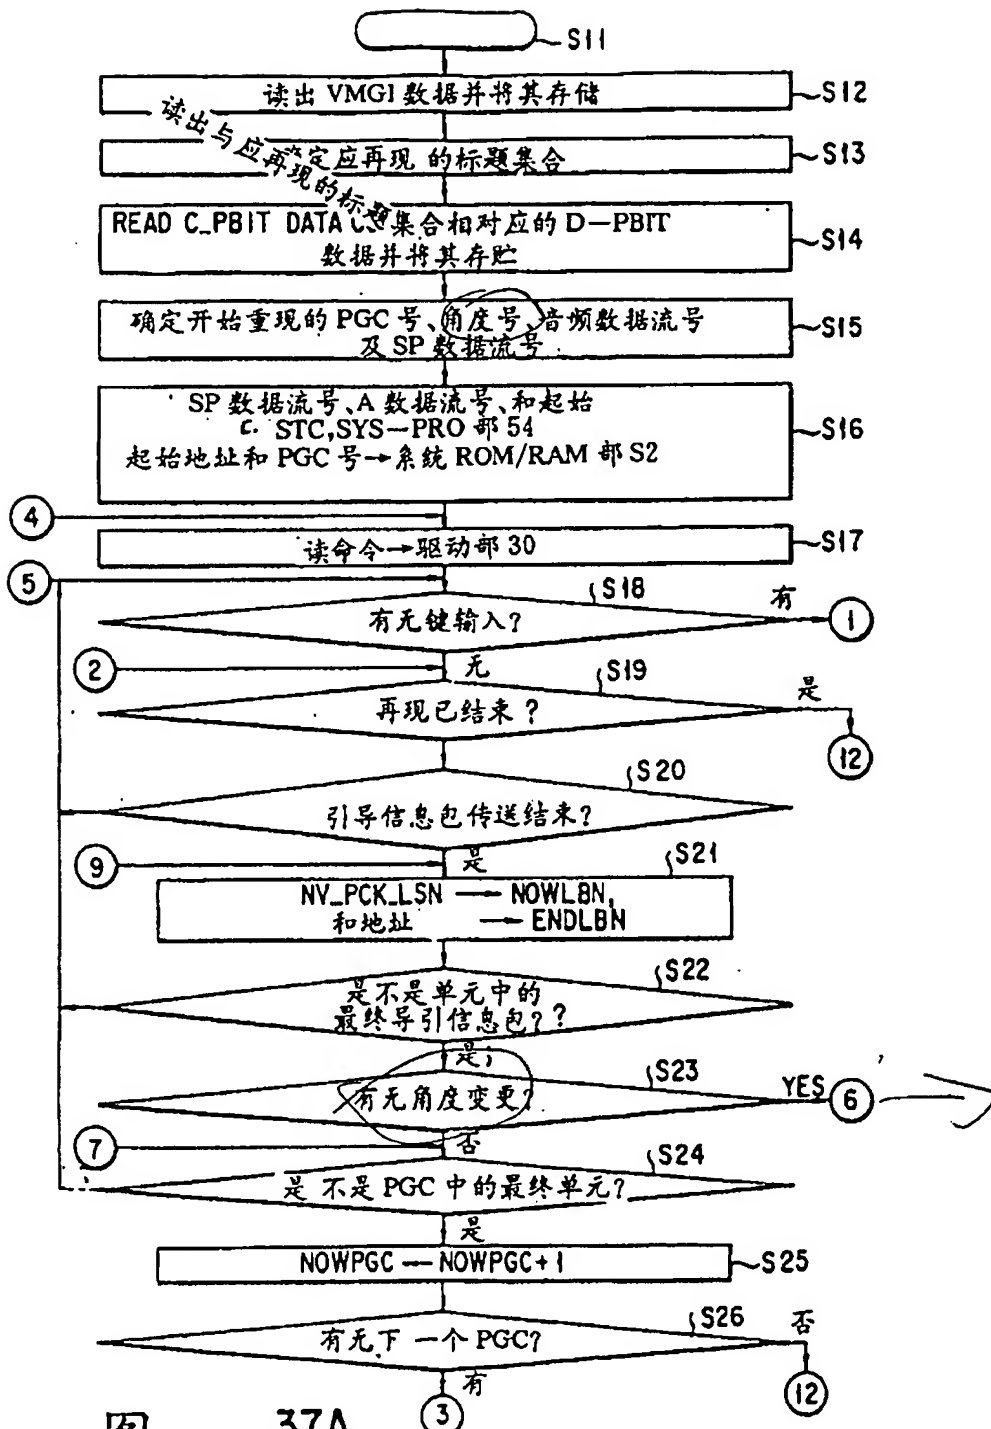 S11
读出 VMGI 数据并将其存储 S12
读出与应再现的标题
定应再现 的标题集合 S13
READ C_PBIT DATA 集合相对应的 D-PBIT
数据并将其存贮 S14
确定开始重现的 PGC 号、角度号、音频数据流号
及 SP 数据流号 S15
SP 数据流号、A 数据流号、和起始
C. STC,SYS-PRO 部 54
起始地址和 PGC 号→系统 ROM/RAM 部 S2 S16
4
读命令→驱动部 30 S17
5
S18
有无键输入? 有 1
2 无
S19
再现已结束? 是
12
S20
引导信息包传送结束?
9 是
S21
NV_PCK_LSN → NOWLBN,
和地址 → ENDLBN
S22
是不是单元中的
最终导引信息包??
是;
S23
有无角度变更? YES 6
7 否
S24
是 不是 PGC 中的最终单元?
是
NOWPGC — NOWPGC+1 S25
S26
有无下 一个 PGC? 否
12
有
3
图 37A